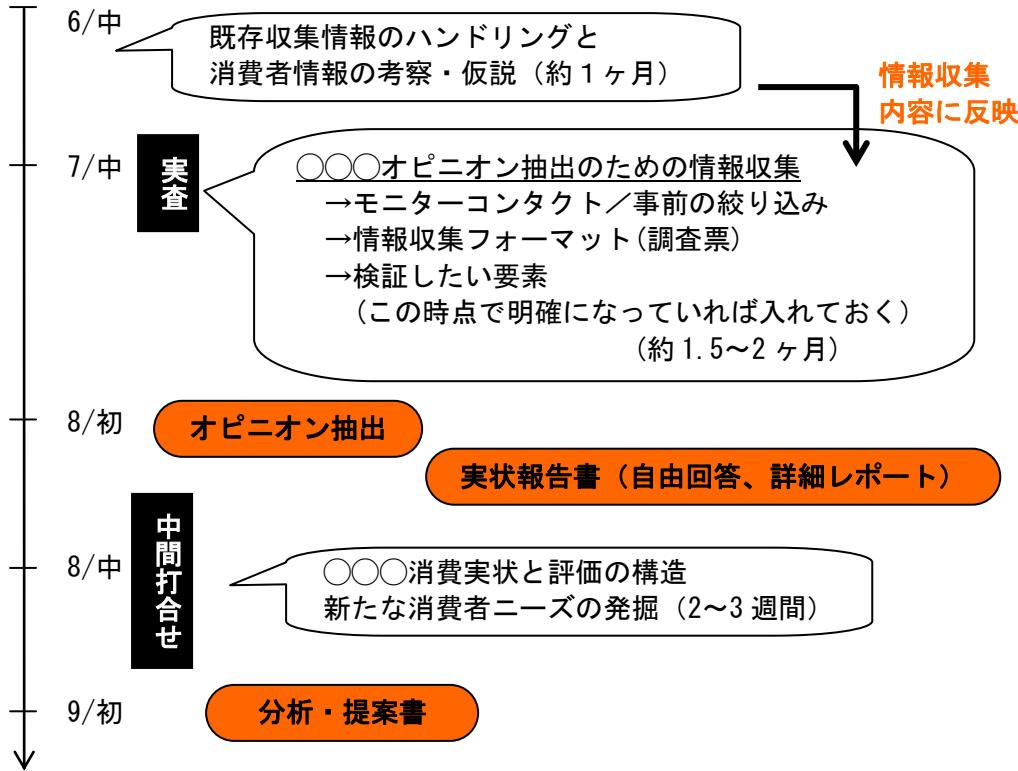 6/中
既存収集情報のハンドリングと
消費者情報の考察・仮説（約１ヶ月）
情報収集
内容に反映
7/中
実査
○○○オピニオン抽出のための情報収集
→モニターコンタクト／事前の絞り込み
→情報収集フォーマット(調査票)
→検証したい要素
（この時点で明確になっていれば入れておく）
（約1.5～2ヶ月）
8/初
オピニオン抽出
実状報告書（自由回答、詳細レポート）
中間打合せ
8/中
○○○消費実状と評価の構造
新たな消費者ニーズの発掘（2～3週間）
9/初
分析・提案書